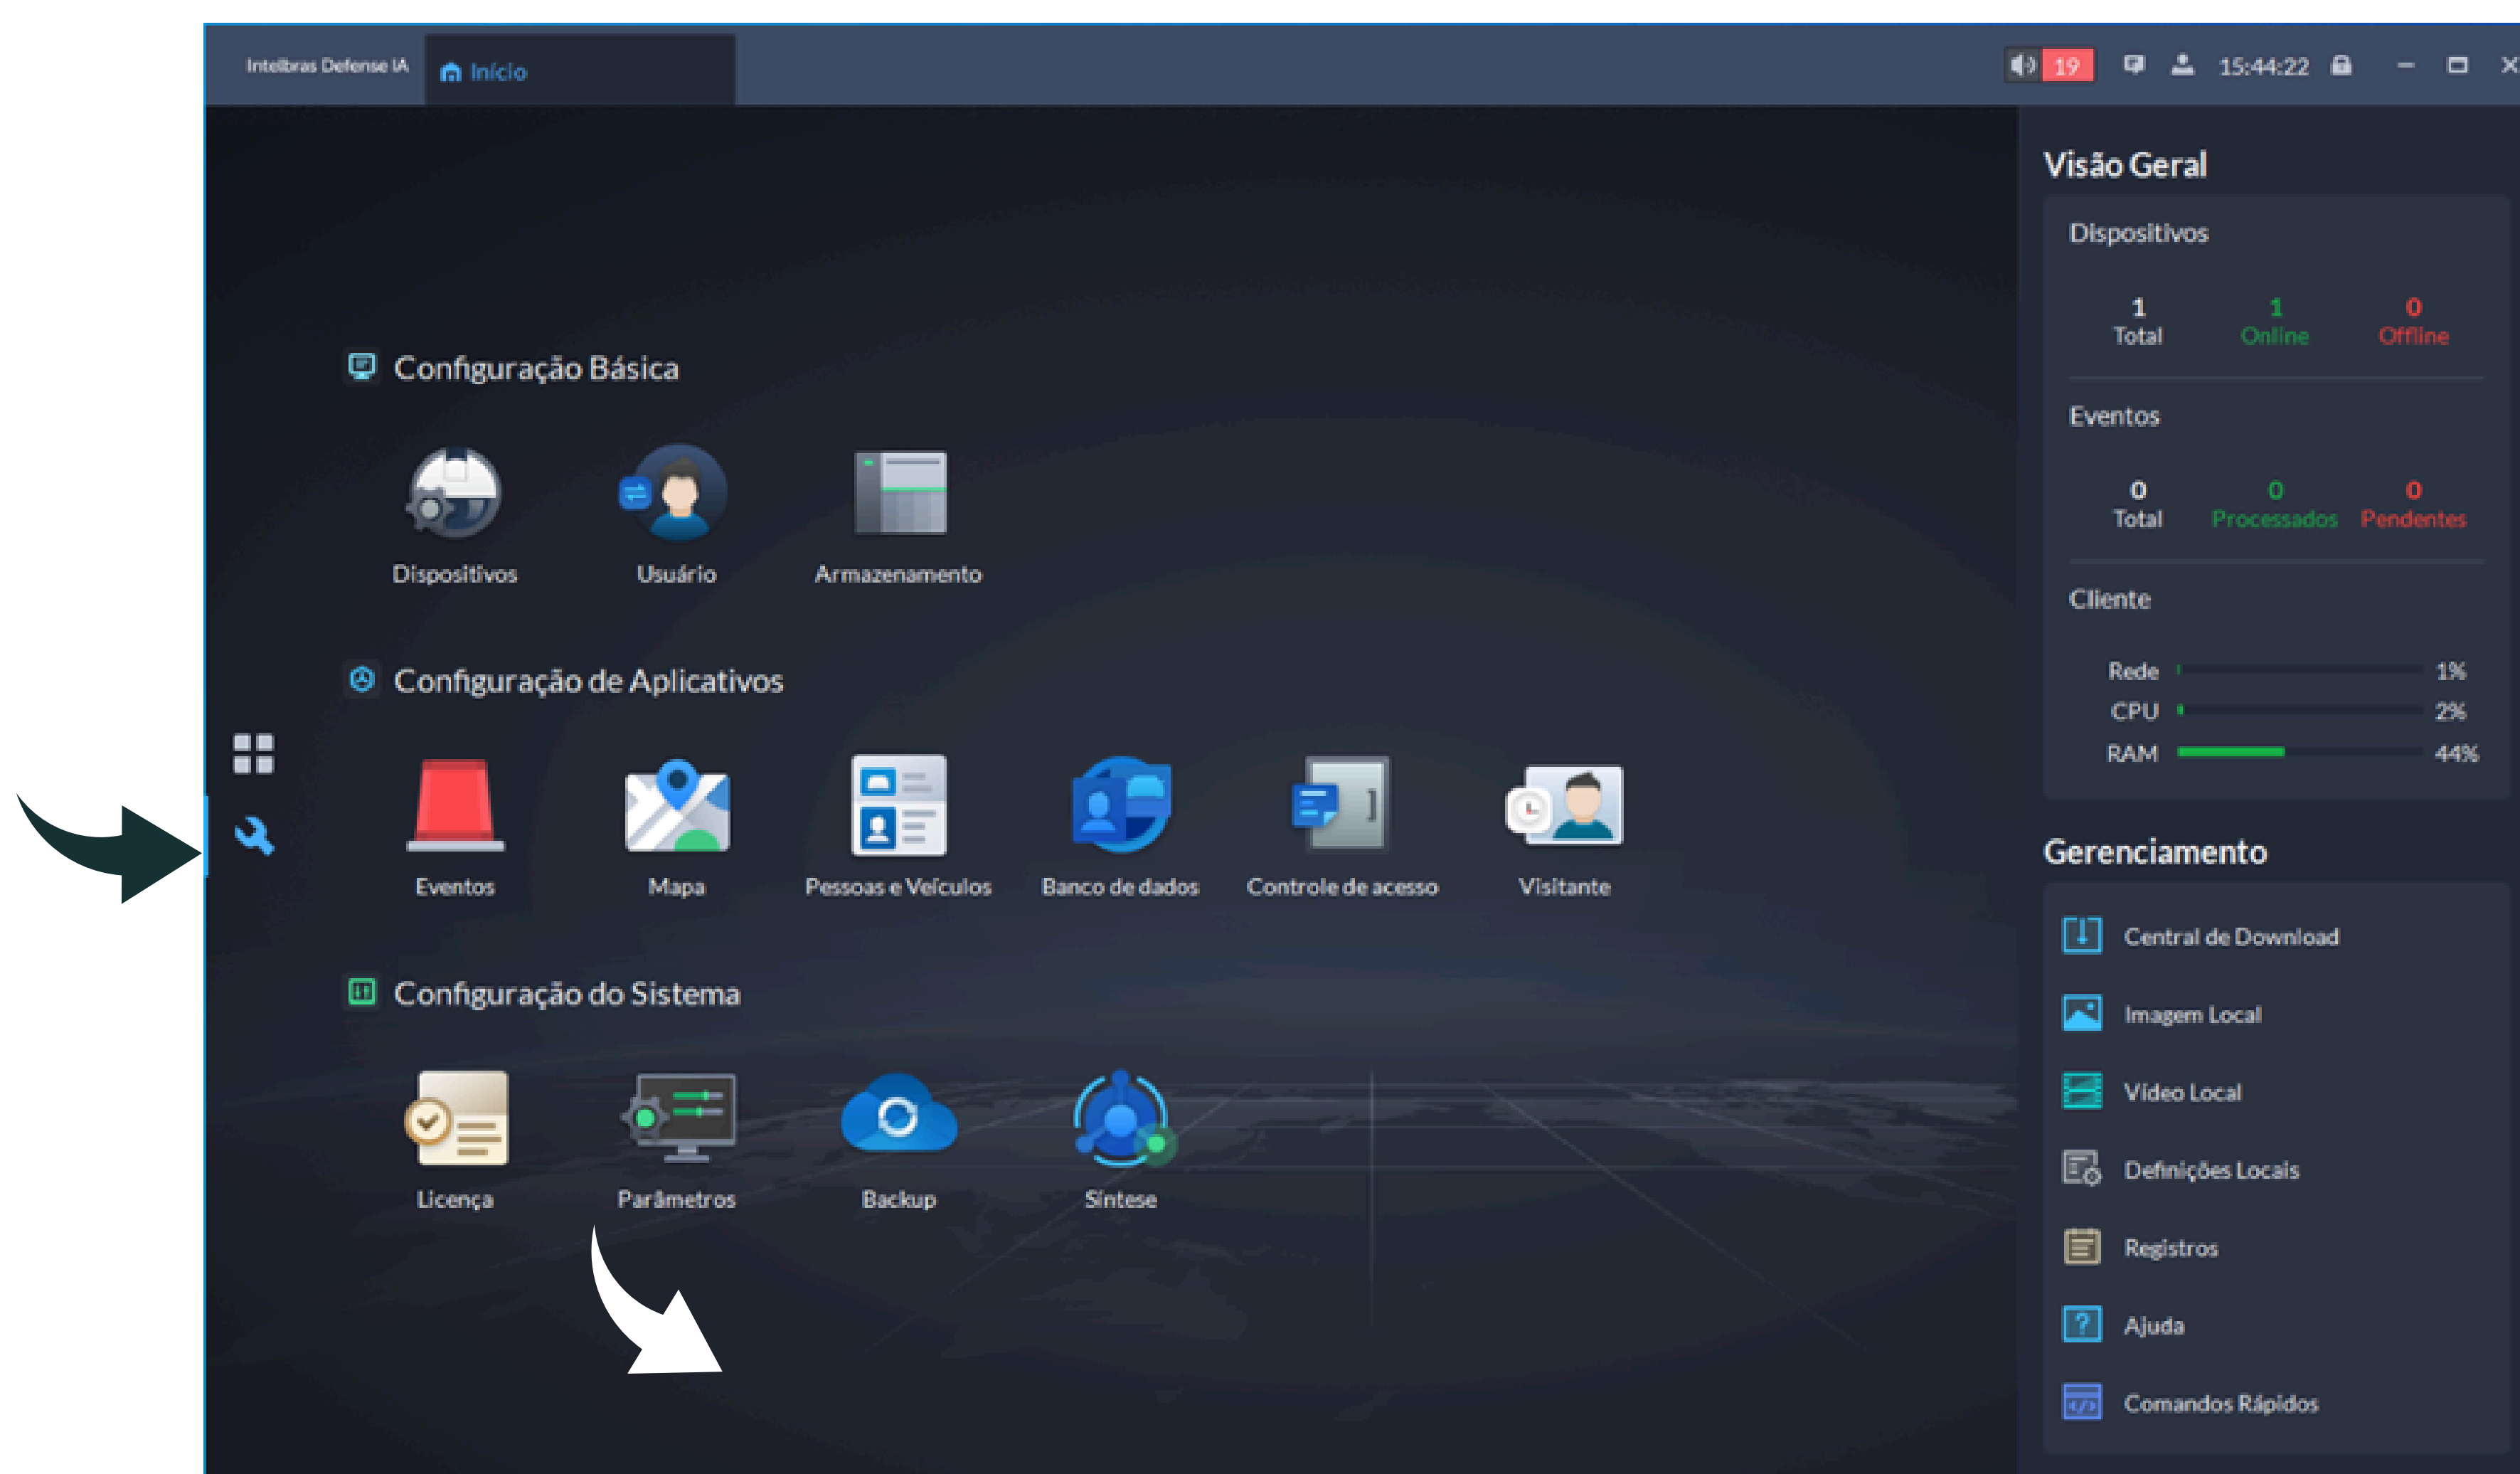 Intelbras Defense IA
Início
19
15:44:22
Configuração Básica
Dispositivos
Usuário
Armazenamento
Configuração de Aplicativos
Eventos
Mapa
Pessoas e Veículos
Banco de dados
Controle de acesso
Visitante
Configuração do Sistema
Licença
Parâmetros
Backup
Síntese
Visão Geral
Dispositivos
1 1 0
Total Online Offline
Eventos
0 0 0
Total Processados Pendentes
Cliente
Rede 1%
CPU 2%
RAM 44%
Gerenciamento
Central de Download
Imagem Local
Vídeo Local
Definições Locais
Registros
Ajuda
Comandos Rápidos